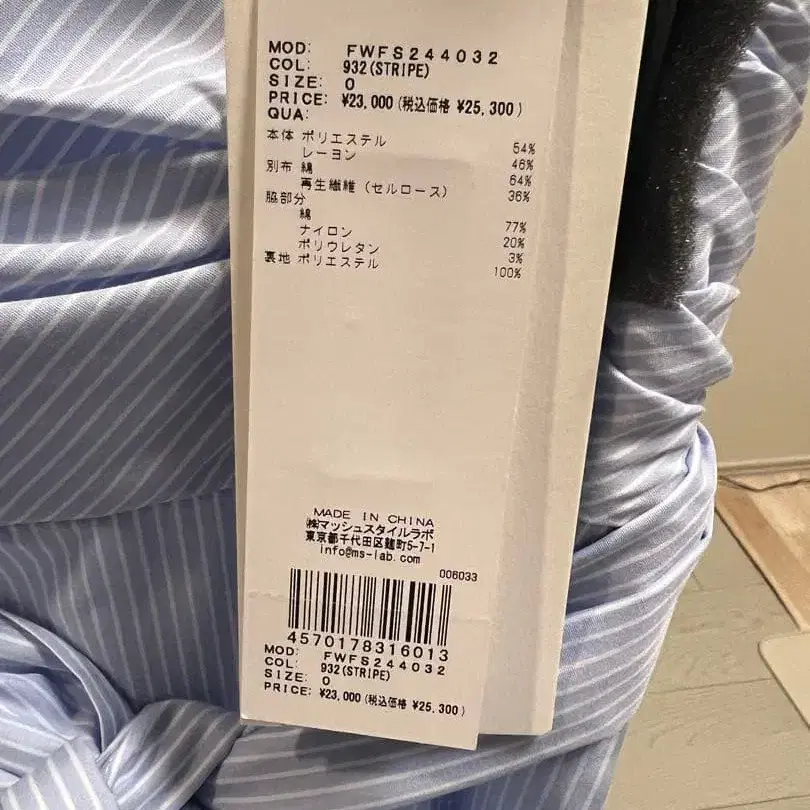 MOD: FWFS244032
COL: 932(STRIPE)
SIZE: 0
PRICE: ¥23,000(税込価格 ¥25,300)
QUA:
本体 ポリエステル 54%
レーヨン 46%
別布 綿 64%
再生繊維(セルロース) 36%
脇部分
綿 77%
ナイロン 20%
ポリウレタン 3%
裏地 ポリエステル 100%
MADE IN CHINA
㈱マッシュスタイルラボ
東京都千代田区麹町5-7-1
info@ms-lab.com
006033
4570178316013
MOD: FWFS244032
COL: 932(STRIPE)
SIZE: 0
PRICE: ¥23,000(税込価格 ¥25,300)